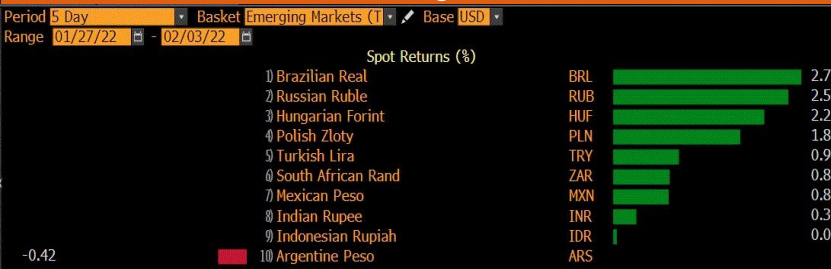 Period 5 Day Basket Emerging Markets (T Base USD
Range 01/27/22 - 02/03/22
Spot Returns (%)
1) Brazilian Real BRL 2.7
2) Russian Ruble RUB 2.5
3) Hungarian Forint HUF 2.2
4) Polish Zloty PLN 1.8
5) Turkish Lira TRY 0.9
6) South African Rand ZAR 0.8
7) Mexican Peso MXN 0.8
8) Indian Rupee INR 0.3
9) Indonesian Rupiah IDR 0.0
-0.42 10) Argentine Peso ARS